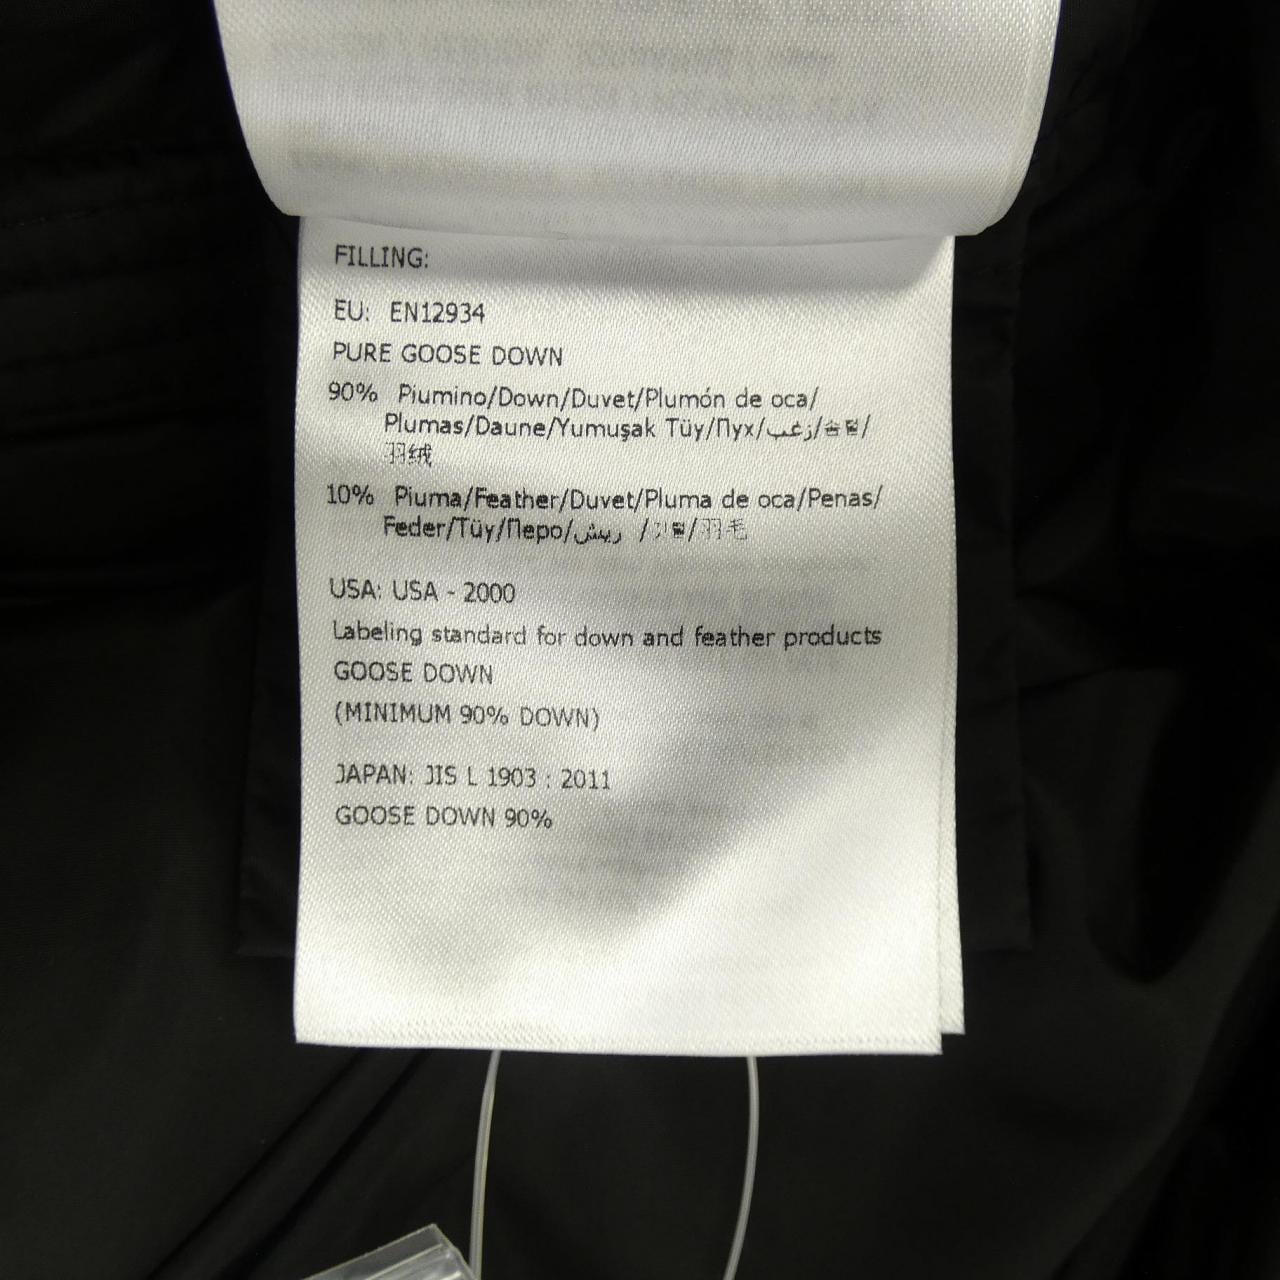 FILLING:
EU: EN12934
PURE GOOSE DOWN
90% Piumino/Down/Duvet/Plumón de oca/
Plumas/Daune/Yumuşak Tüy/Пух/زغب/솜털/
羽绒
10% Piuma/Feather/Duvet/Pluma de oca/Penas/
Feder/Tüy/Перо/ريش /깃털/羽毛
USA: USA - 2000
Labeling standard for down and feather products
GOOSE DOWN
(MINIMUM 90% DOWN)
JAPAN: JIS L 1903 : 2011
GOOSE DOWN 90%